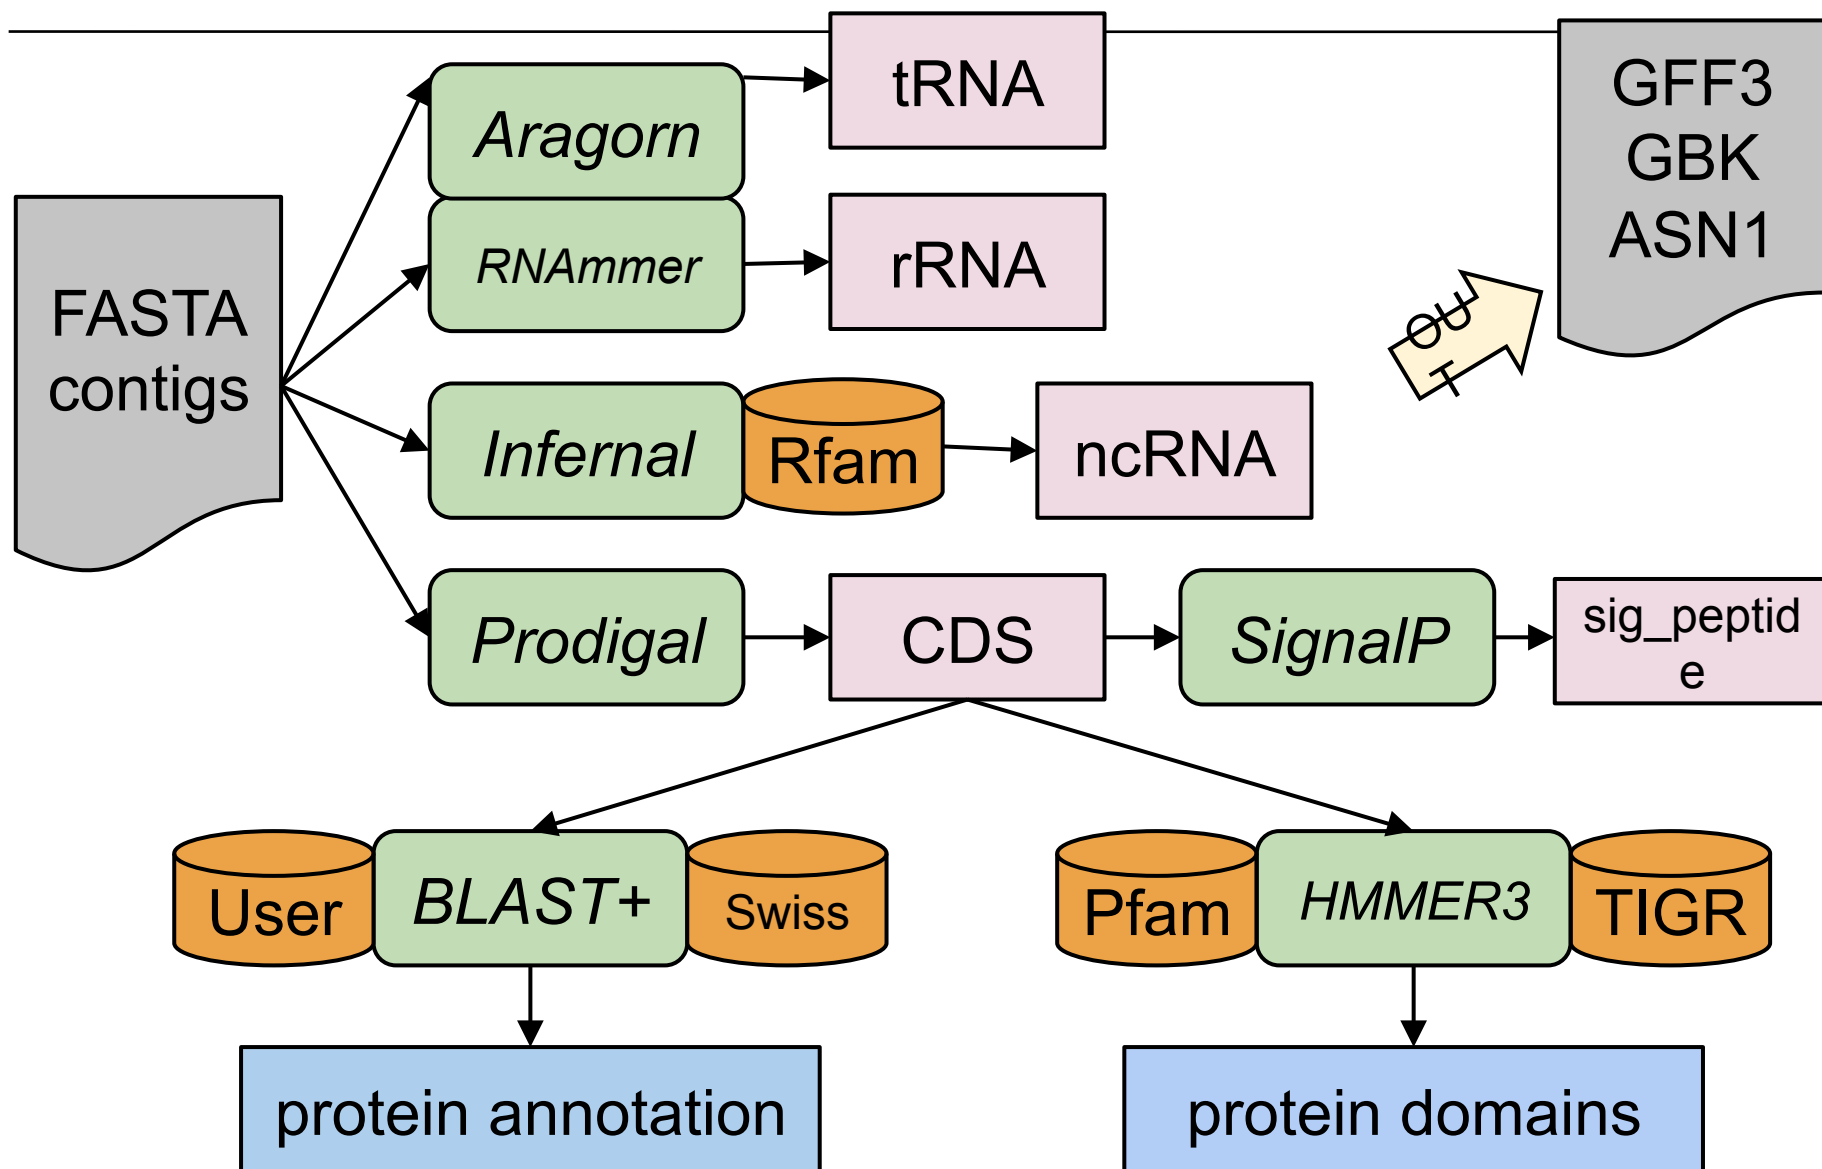 tRNA
GFF3
GBK
ASN1
Aragorn
RNAmmer
rRNA
FASTA
contigs
OU
T
Infernal
Rfam
ncRNA
Prodigal
CDS
SignalP
sig_peptid
e
User
BLAST+
Swiss
Pfam
HMMER3
TIGR
protein annotation
protein domains